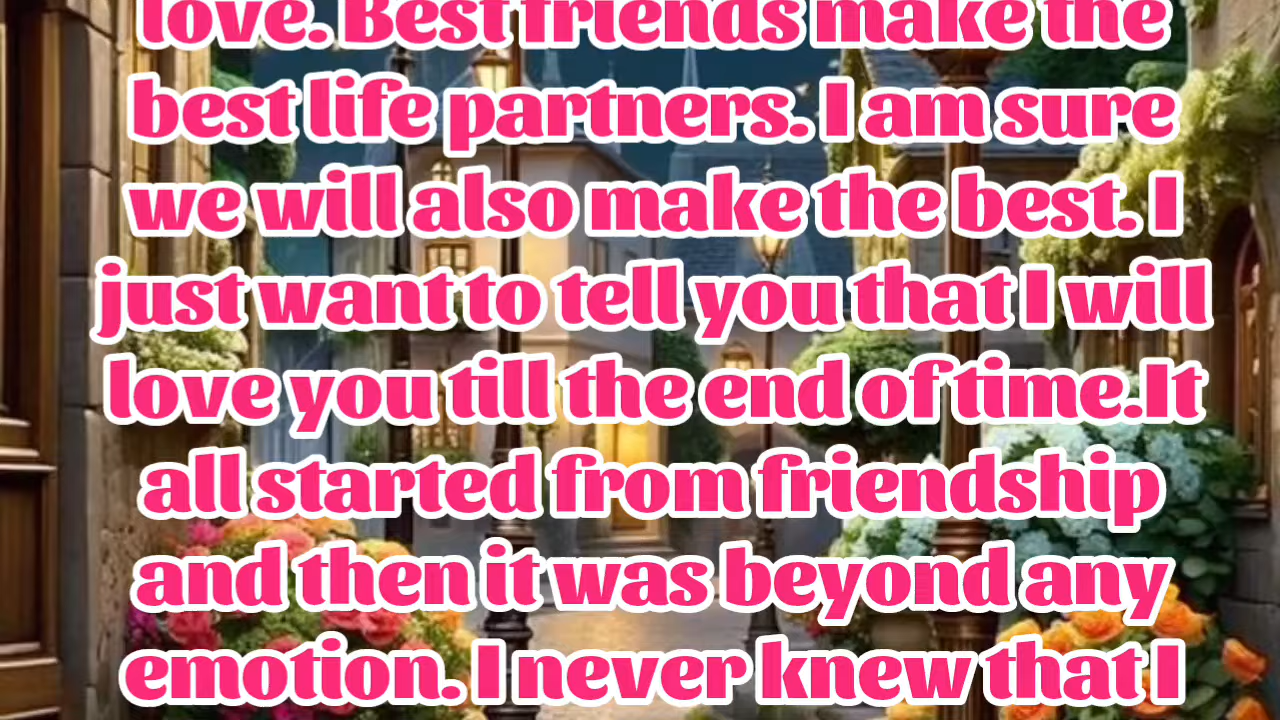 love. Best friends make the
best life partners. I am sure
we will also make the best. I
just want to tell you that I will
love you till the end of time.It
all started from friendship
and then it was beyond any
emotion. I never knew that I